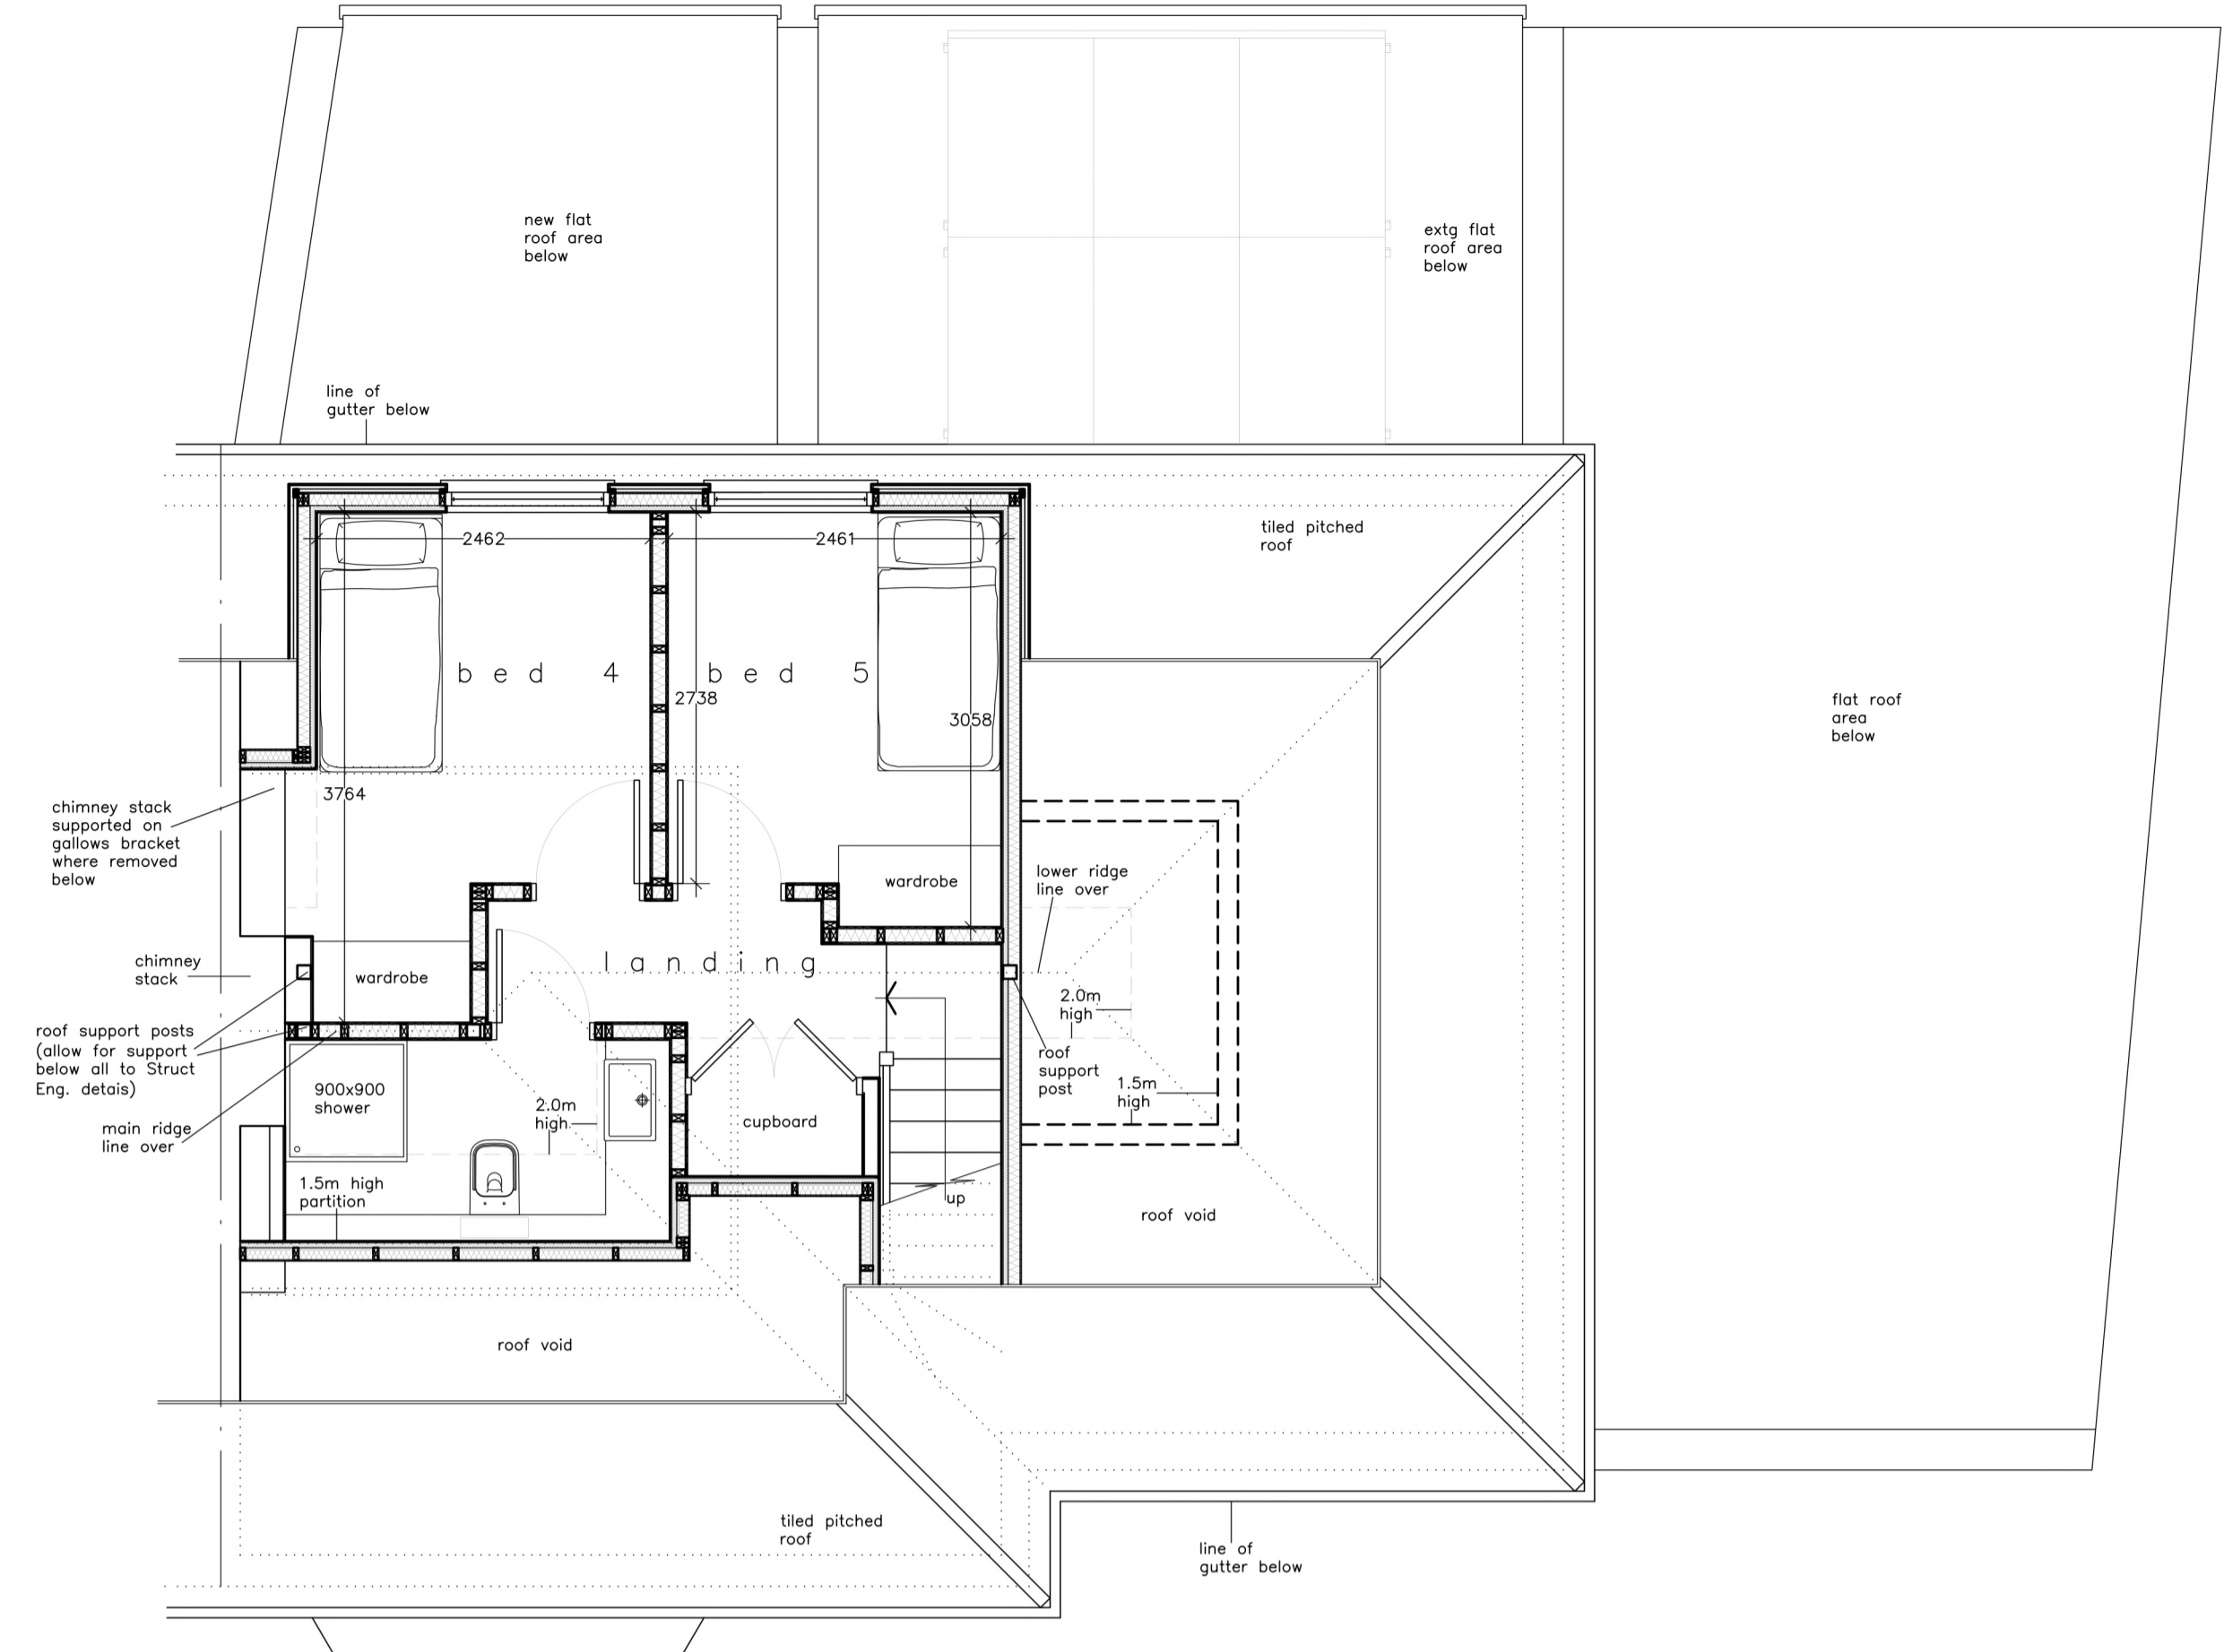 new flat
roof area
below
extg flat
roof area
below
line of
gutter below
tiled pitched
roof
2462
2461
bed 4
bed 5
2738
3058
flat roof
area
below
3764
chimney stack
supported on
gallows bracket
where removed
below
wardrobe
lower ridge
line over
landing
chimney
stack
wardrobe
2.0m
high
roof support posts
(allow for support
below all to Struct
Eng. detais)
roof
support
post
1.5m
high
900x900
shower
2.0m
high
cupboard
main ridge
line over
1.5m high
partition
up
roof void
roof void
tiled pitched
roof
line of
gutter below